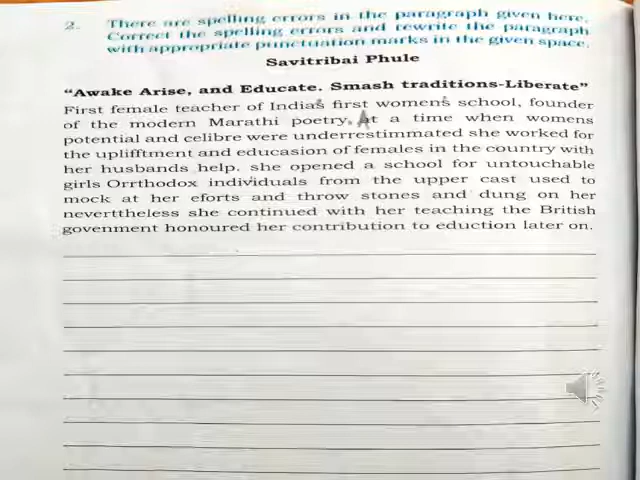 2. There are spelling errors in the paragraph given here.
Correct the spelling errors and rewrite the paragraph
with appropriate punctuation marks in the given space.
Savitribai Phule
“Awake Arise, and Educate. Smash traditions-Liberate”
First female teacher of India's first women's school, founder
of the modern Marathi poetry. At a time when womens
potential and celibre were underrestimmated she worked for
the uplifftment and educasion of females in the country with
her husbands help. she opened a school for untouchable
girls Orrthodox individuals from the upper cast used to
mock at her eforts and throw stones and dung on her
neverttheless she continued with her teaching the British
govenment honoured her contribution to eduction later on.